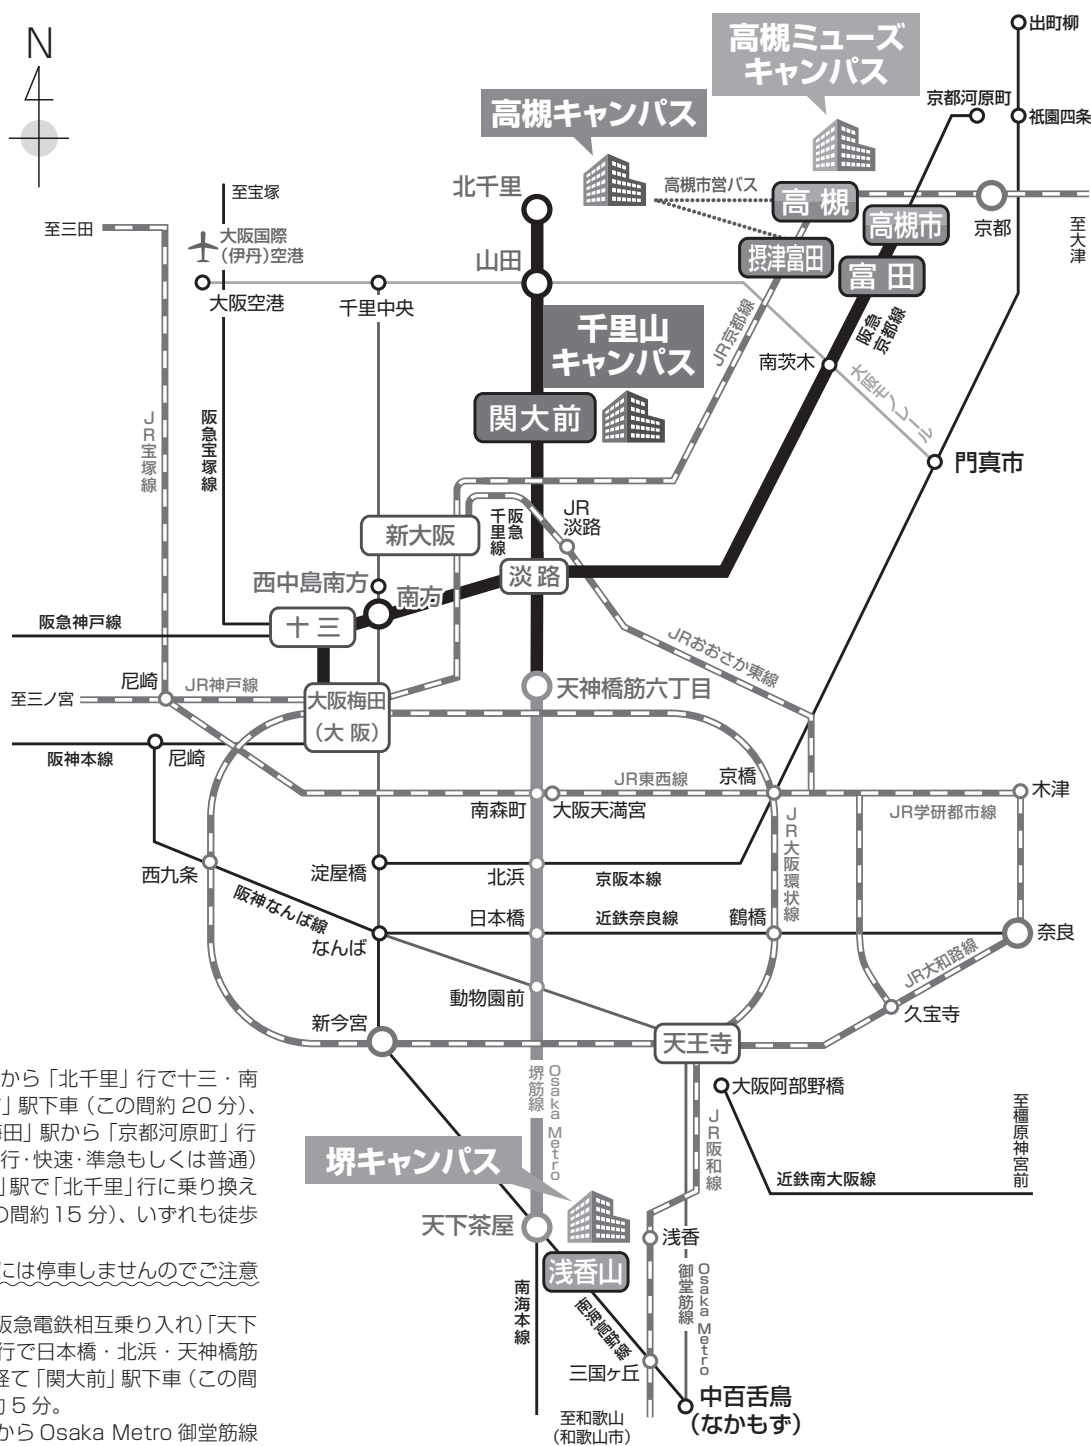 N
高槻ミューズ
キャンパス
出町柳
高槻キャンパス
京都河原町
祇園四条
北千里
高槻市営バス
高槻
至宝塚
至三田
大阪国際
(伊丹)空港
高槻市
京都
至大津
山田
摂津富田
富田
大阪空港
千里中央
千里山
キャンパス
JR京都線
阪急
京都線
南茨木
大阪モノレール
関大前
JR宝塚線
阪急宝塚線
門真市
新大阪
阪急
千里線
JR
淡路
西中島南方
南方
淡路
阪急神戸線
十三
JRおおさか東線
尼崎
JR神戸線
至三ノ宮
大阪梅田
(大阪)
天神橋筋六丁目
阪神本線
尼崎
JR東西線
京橋
木津
南森町
大阪天満宮
JR学研都市線
JR大阪環状線
西九条
淀屋橋
北浜
京阪本線
阪神なんば線
日本橋
近鉄奈良線
鶴橋
なんば
奈良
JR大和路線
動物園前
久宝寺
新今宮
天王寺
Osaka Metro
堺筋線
大阪阿部野橋
JR阪和線
至橿原神宮前
堺キャンパス
近鉄南大阪線
天下茶屋
浅香
浅香山
南海本線
南海高野線
Osaka Metro
御堂筋線
三国ヶ丘
中百舌鳥
(なかもず)
至和歌山
(和歌山市)
から「北千里」行で十三・南
」駅下車（この間約20分）、
梅田」駅から「京都河原町」行
行・快速・準急もしくは普通）
」駅で「北千里」行に乗り換え
の間約15分）、いずれも徒歩
には停車しませんのでご注意
阪急電鉄相互乗り入れ）「天下
行で日本橋・北浜・天神橋筋
経て「関大前」駅下車（この間
約5分。
からOsaka Metro 御堂筋線